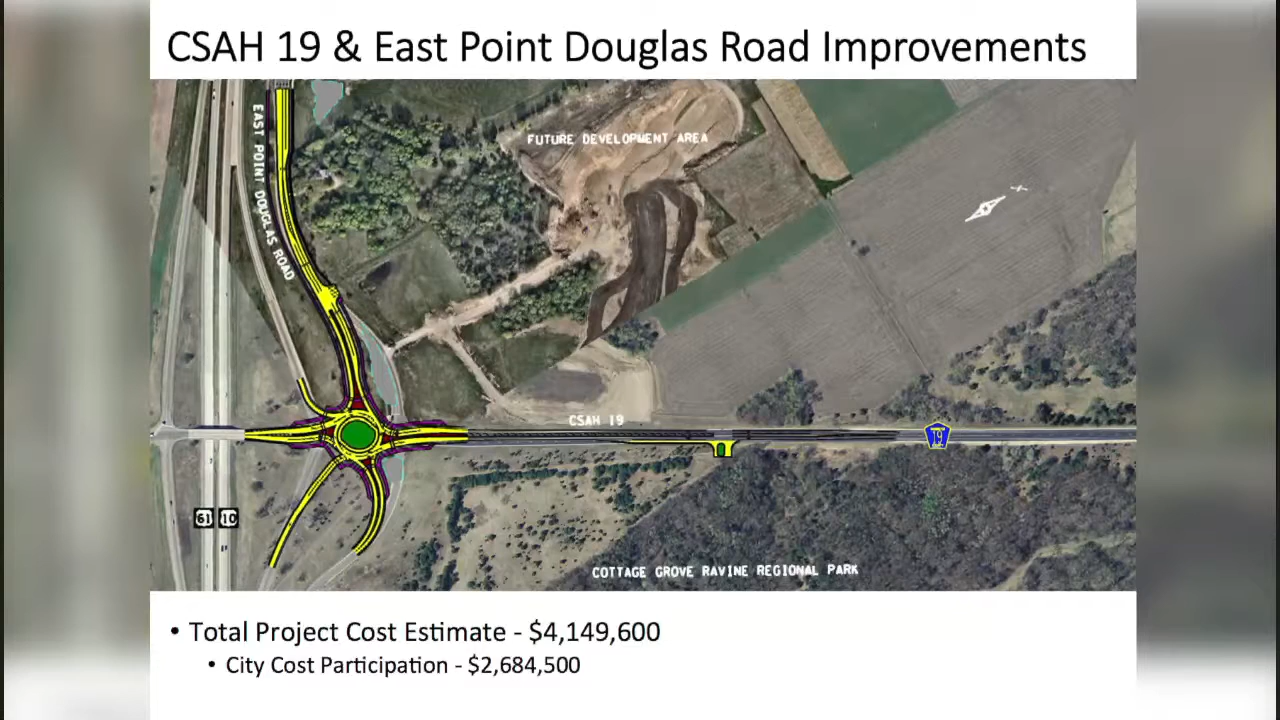 CSAH 19 & East Point Douglas Road Improvements
EAST POINT DOUGLAS ROAD
FUTURE DEVELOPMENT AREA
CSAH 19
19
61 10
COTTAGE GROVE RAVINE REGIONAL PARK
• Total Project Cost Estimate - $4,149,600
• City Cost Participation - $2,684,500